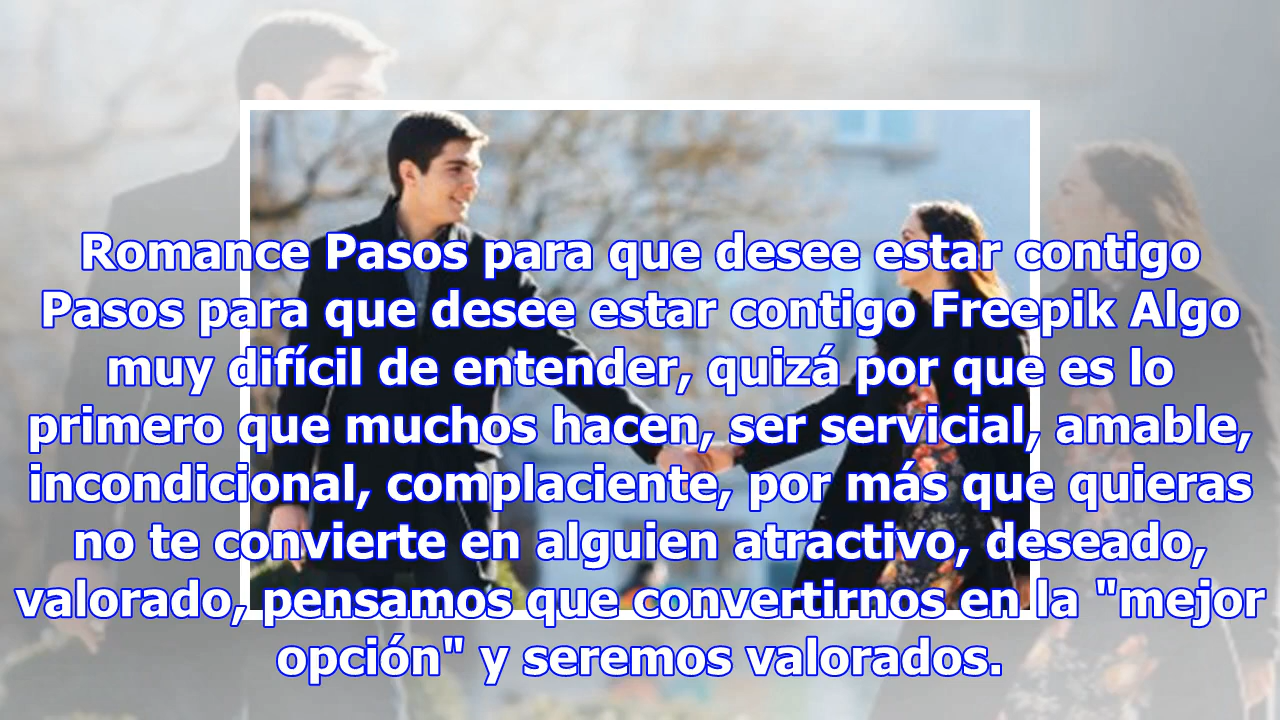 Romance Pasos para que desee estar contigo
Pasos para que desee estar contigo Freepik Algo
muy difícil de entender, quizá por que es lo
primero que muchos hacen, ser servicial, amable,
incondicional, complaciente, por más que quieras
no te convierte en alguien atractivo, deseado,
valorado, pensamos que convertirnos en la "mejor
opción" y seremos valorados.